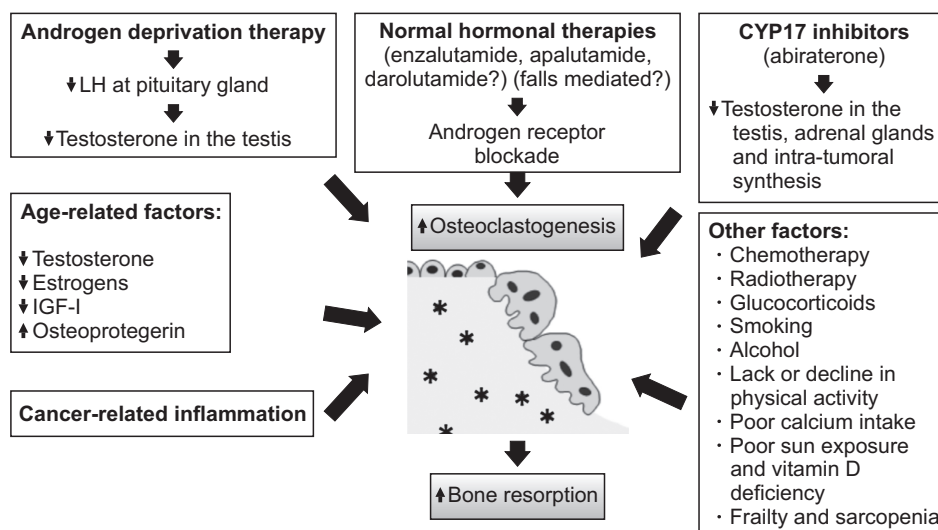 Androgen deprivation therapy
↓LH at pituitary gland
↓Testosterone in the testis
Normal hormonal therapies
(enzalutamide, apalutamide,
darolutamide?) (falls mediated?)
Androgen receptor
blockade
CYP17 inhibitors
(abiraterone)
↓Testosterone in the
testis, adrenal glands
and intra-tumoral
synthesis
Age-related factors:
↓Testosterone
↓Estrogens
↓IGF-I
↑Osteoprotegerin
Cancer-related inflammation
↑Osteoclastogenesis
↑Bone resorption
Other factors:
· Chemotherapy
· Radiotherapy
· Glucocorticoids
· Smoking
· Alcohol
· Lack or decline in
physical activity
· Poor calcium intake
· Poor sun exposure
and vitamin D
deficiency
· Frailty and sarcopenia